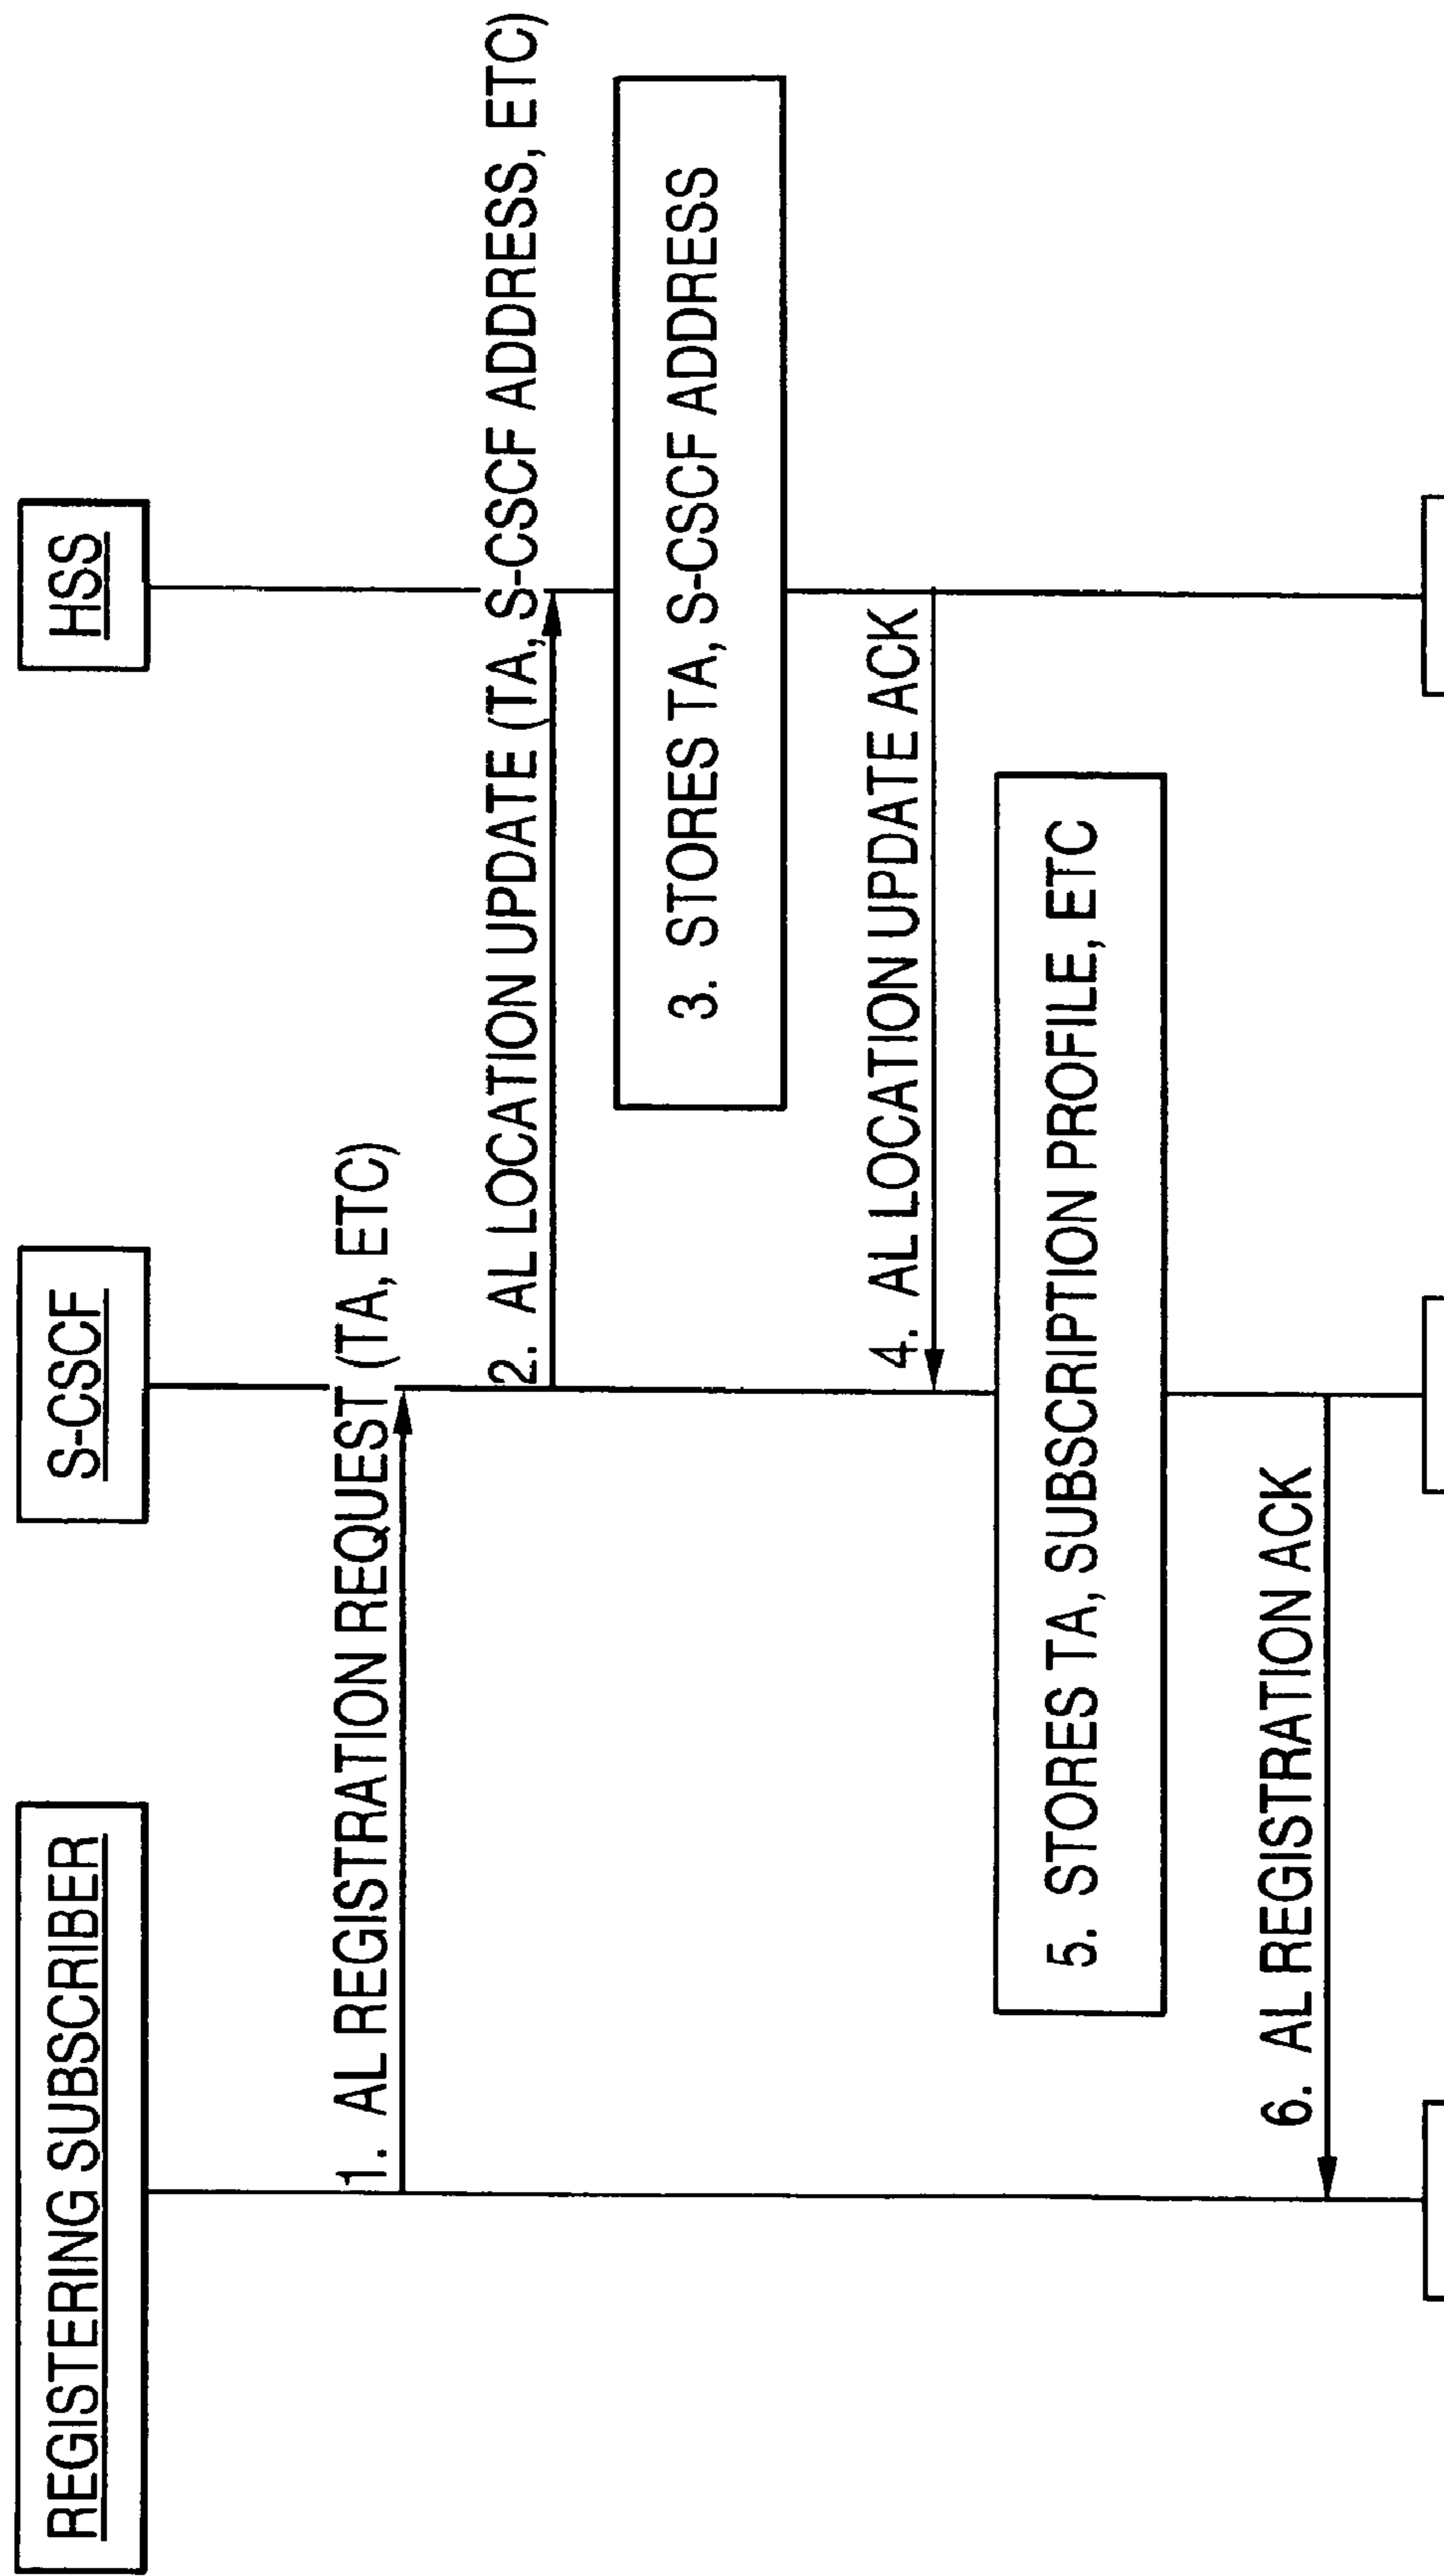 REGISTERING SUBSCRIBER
S-CSCF
HSS
1. AL REGISTRATION REQUEST (TA, ETC)
2. AL LOCATION UPDATE (TA, S-CSCF ADDRESS, ETC)
3. STORES TA, S-CSCF ADDRESS
4. AL LOCATION UPDATE ACK
5. STORES TA, SUBSCRIPTION PROFILE, ETC
6. AL REGISTRATION ACK